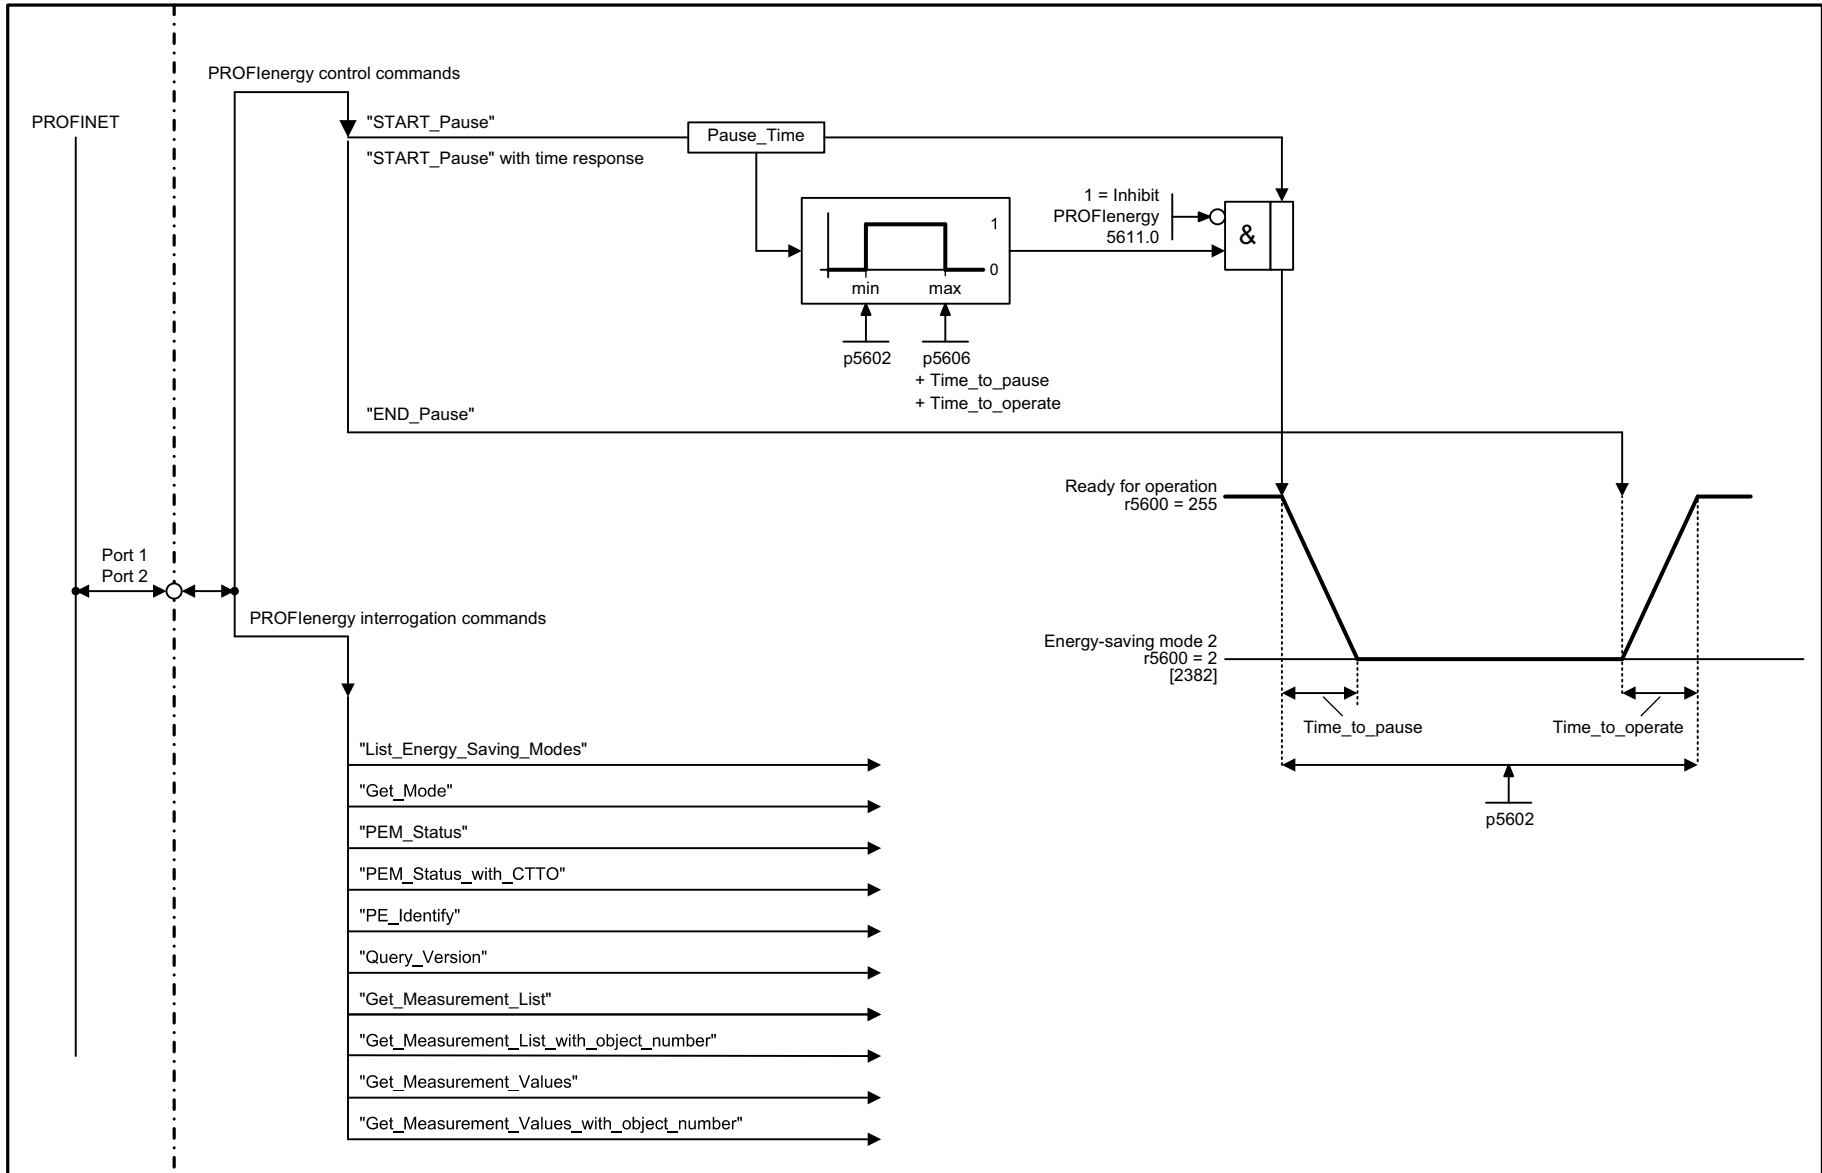 PROFIenergy control commands
PROFINET
"START_Pause"
"START_Pause" with time response
Pause_Time
1 = Inhibit
PROFIenergy
5611.0
&
1
0
min
max
p5602
p5606
+ Time_to_pause
+ Time_to_operate
"END_Pause"
Ready for operation
r5600 = 255
Port 1
Port 2
PROFIenergy interrogation commands
Energy-saving mode 2
r5600 = 2
[2382]
Time_to_pause
Time_to_operate
p5602
"List_Energy_Saving_Modes"
"Get_Mode"
"PEM_Status"
"PEM_Status_with_CTTO"
"PE_Identify"
"Query_Version"
"Get_Measurement_List"
"Get_Measurement_List_with_object_number"
"Get_Measurement_Values"
"Get_Measurement_Values_with_object_number"